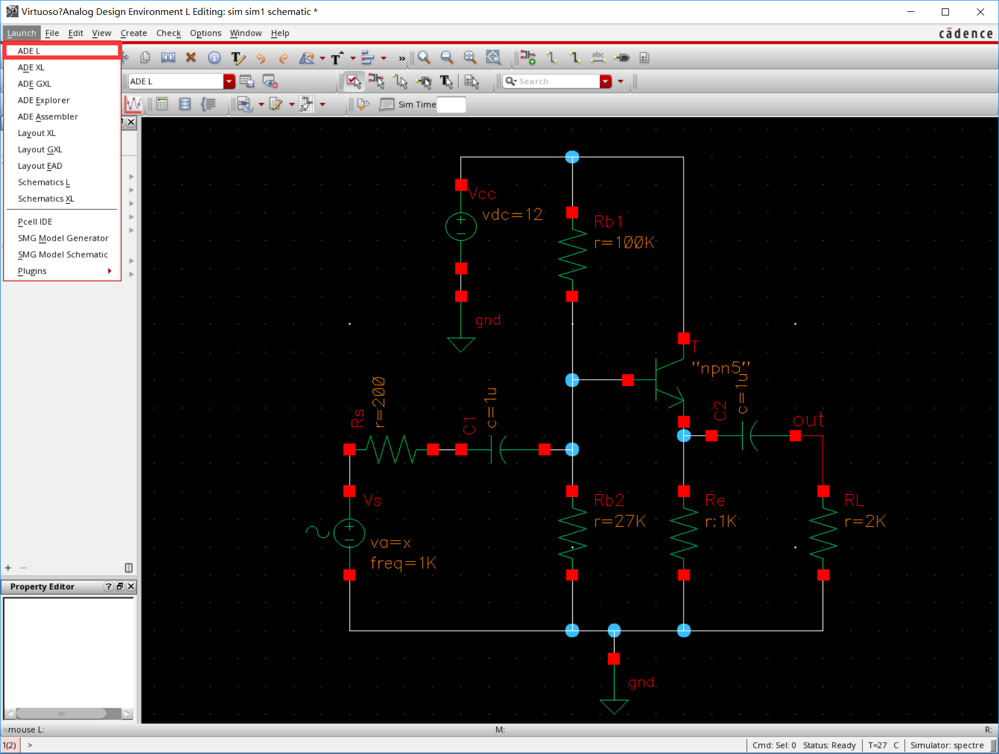 Virtuoso?Analog Design Environment L Editing: sim sim1 schematic *
Launch File Edit View Create Check Options Window Help
cādence
ADE L
ADE XL
ADE GXL
ADE Explorer
ADE Assembler
Layout XL
Layout GXL
Layout EAD
Schematics L
Schematics XL
Pcell IDE
SMG Model Generator
SMG Model Schematic
Plugins
abc
ADE L
Search
Sim Time
Vcc
vdc=12
Rb1
r=100K
gnd
T
"npn5"
Rs
r=200
C1
c=1u
C2
c=1u
out
Vs
va=x
freq=1K
Rb2
r=27K
Re
r:1K
RL
r=2K
gnd
Property Editor
mouse L: M: R:
1(2) >
Cmd: Sel: 0 Status: Ready T=27 C Simulator: spectre